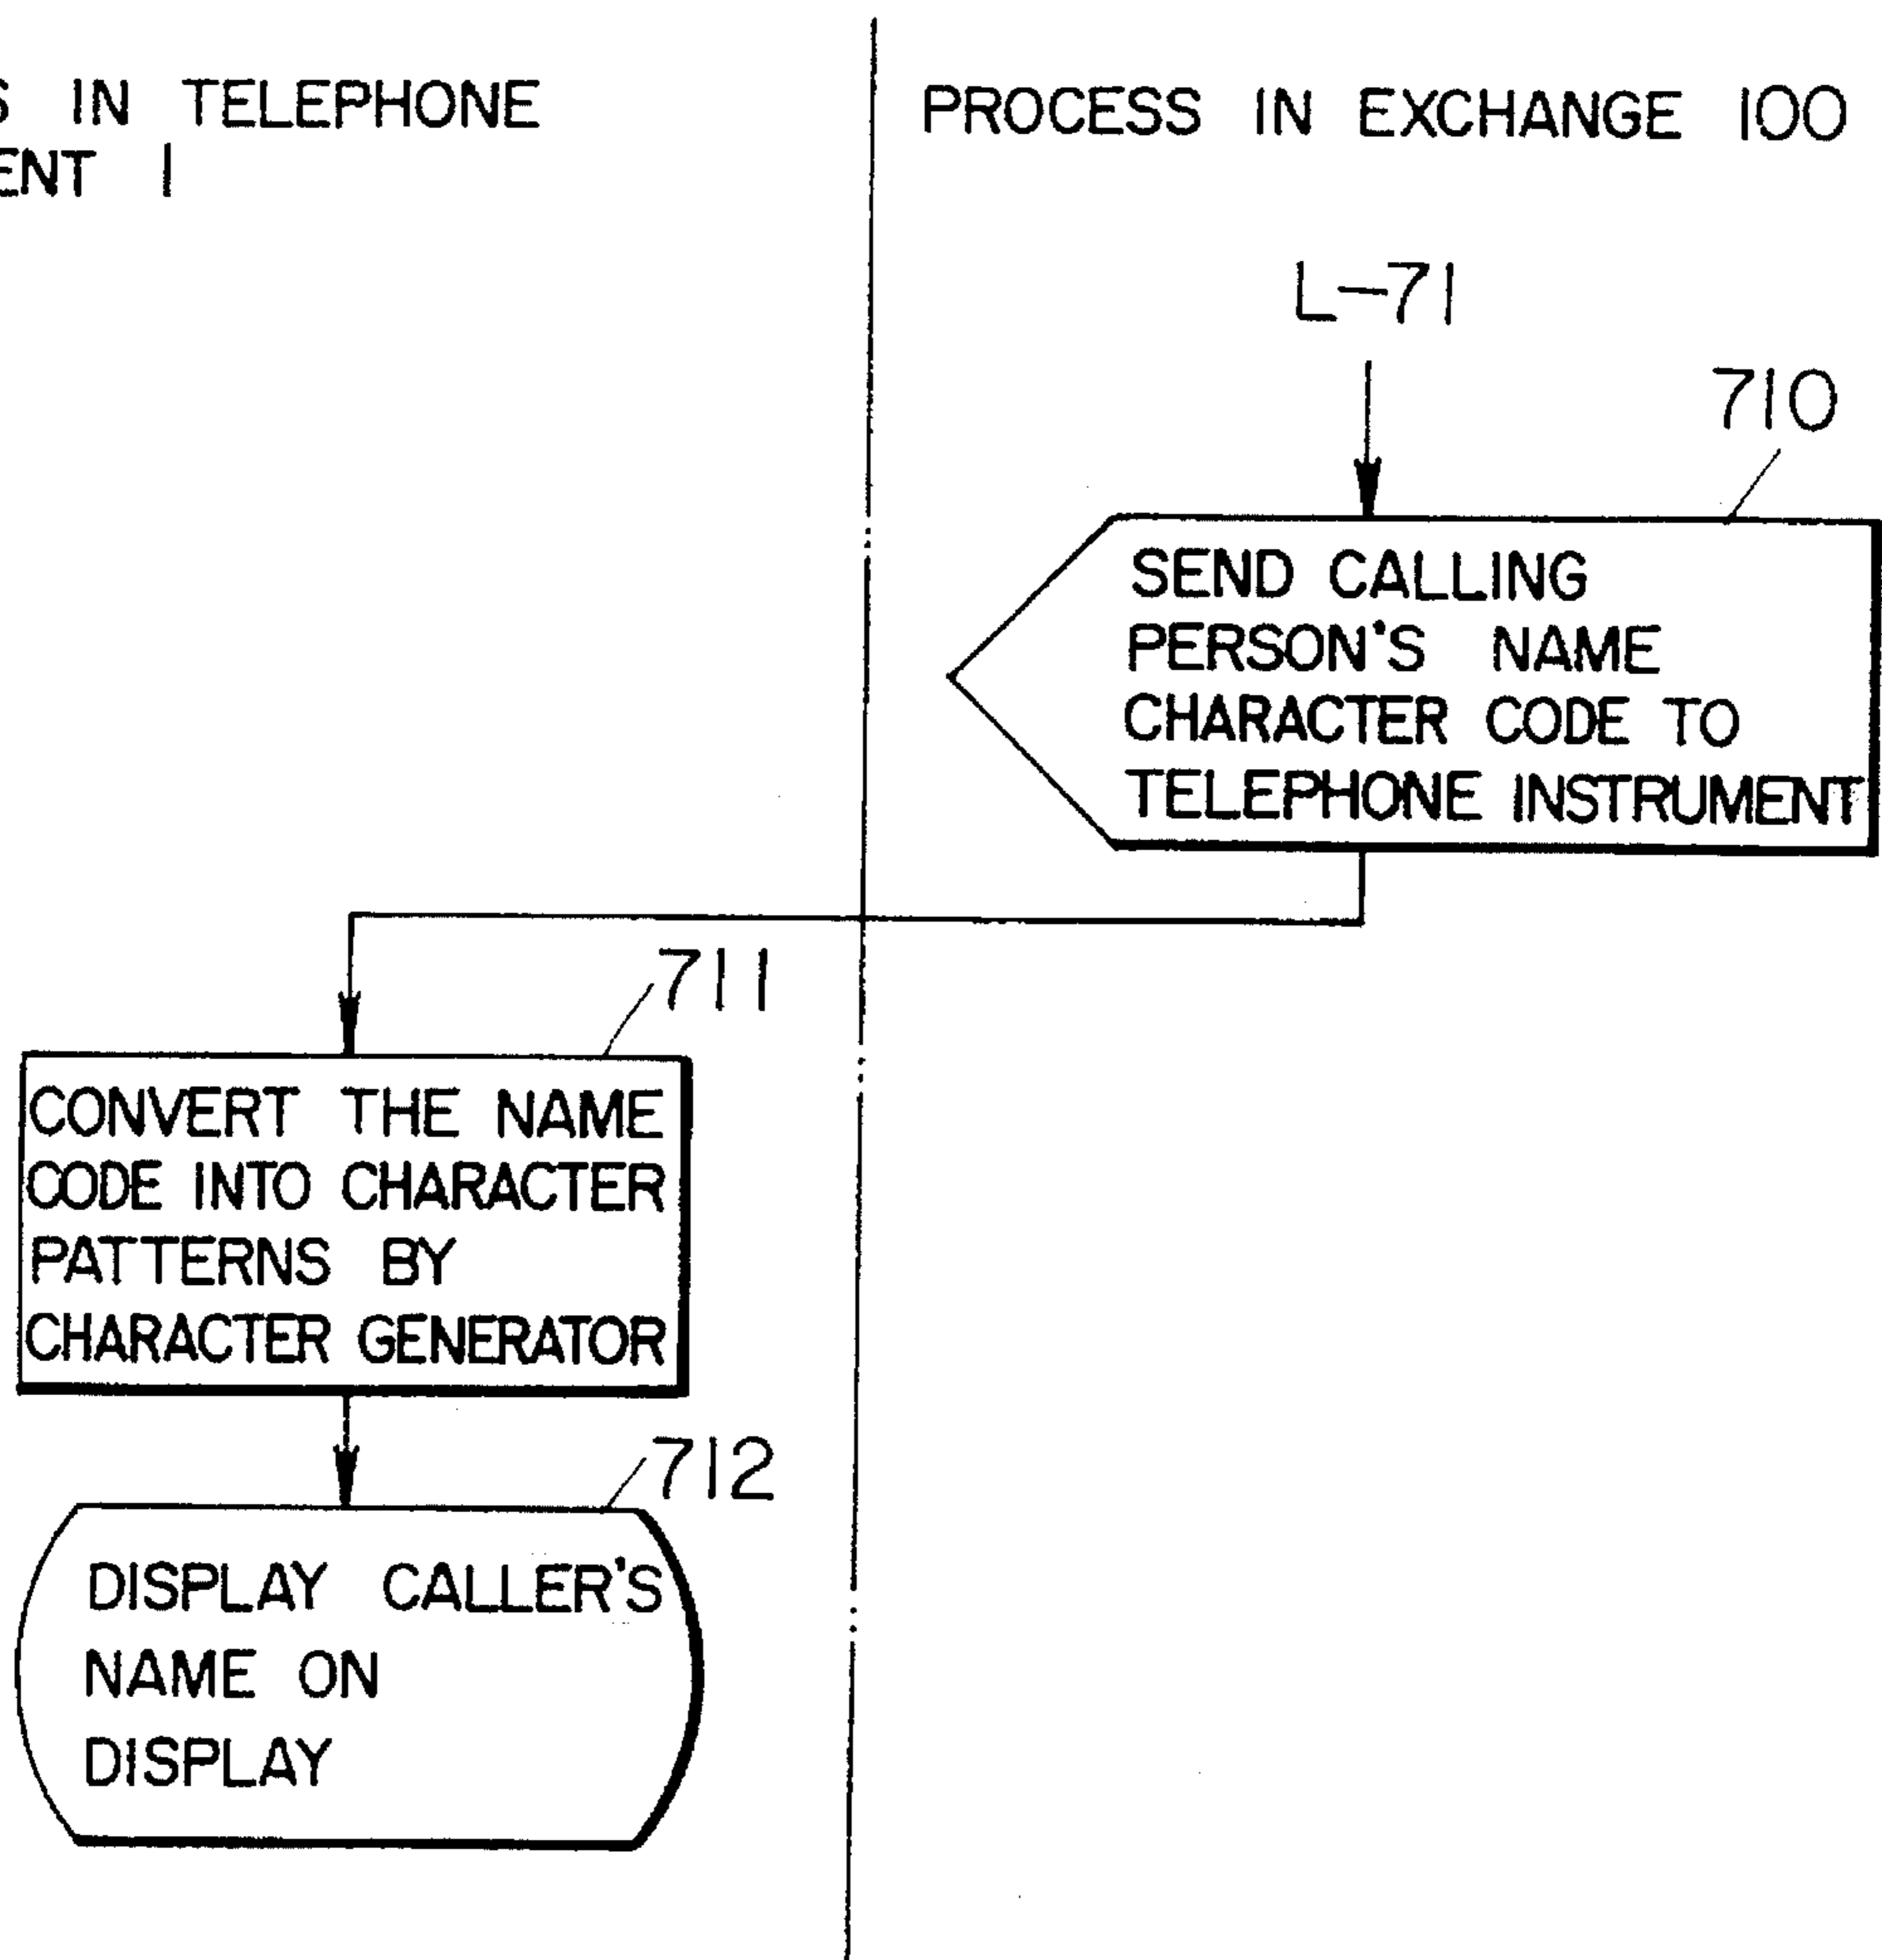 IN TELEPHONE
1
PROCESS IN EXCHANGE 100
L-71
710
SEND CALLING
PERSON'S NAME
CHARACTER CODE TO
TELEPHONE INSTRUMENT
711
CONVERT THE NAME
CODE INTO CHARACTER
PATTERNS BY
CHARACTER GENERATOR
712
DISPLAY CALLER'S
NAME ON
DISPLAY